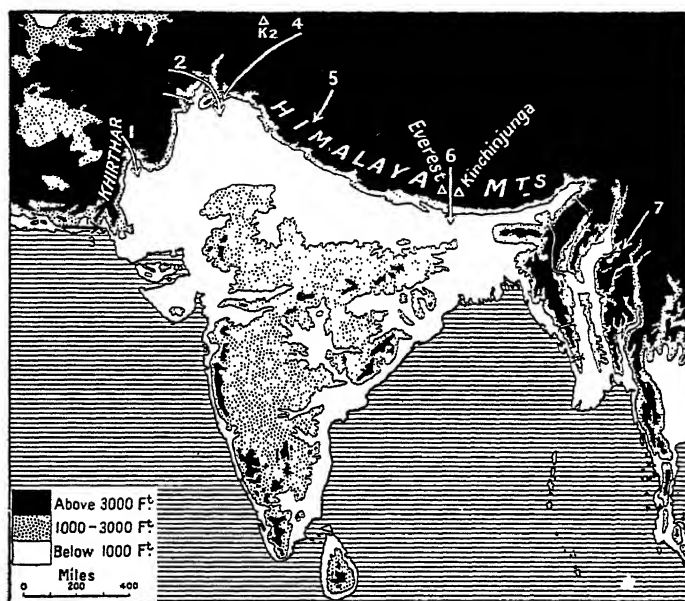 K2
4
2
5
HIMALAYA MTS
Everest
Kinchinjunga
6
1
KHIRTHAR
7
3
Above 3000 Ft.
1000-3000 Ft.
Below 1000 Ft.
Miles
0 200 400